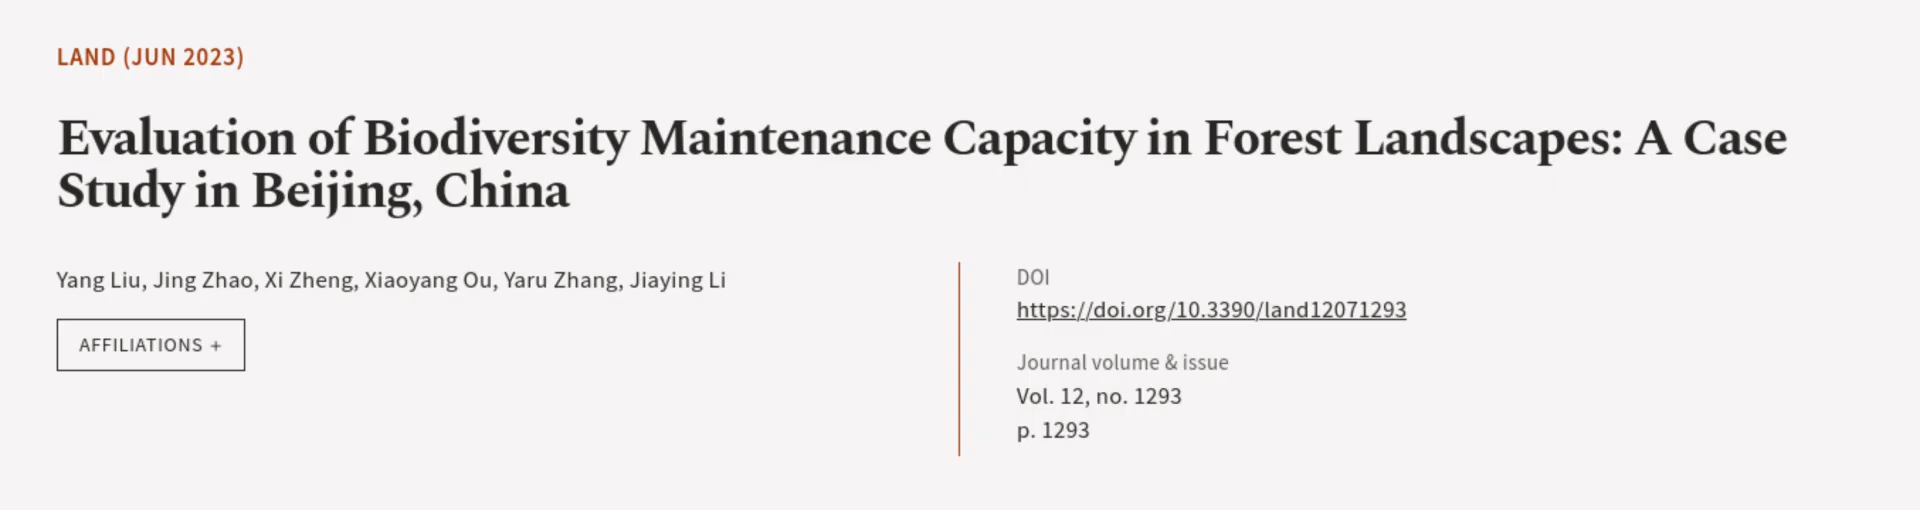 LAND (JUN 2023)
Evaluation of Biodiversity Maintenance Capacity in Forest Landscapes: A Case
Study in Beijing, China
Yang Liu, Jing Zhao, Xi Zheng, Xiaoyang Ou, Yaru Zhang, Jiaying Li
AFFILIATIONS +
DOI
https://doi.org/10.3390/land12071293
Journal volume & issue
Vol. 12, no. 1293
p. 1293